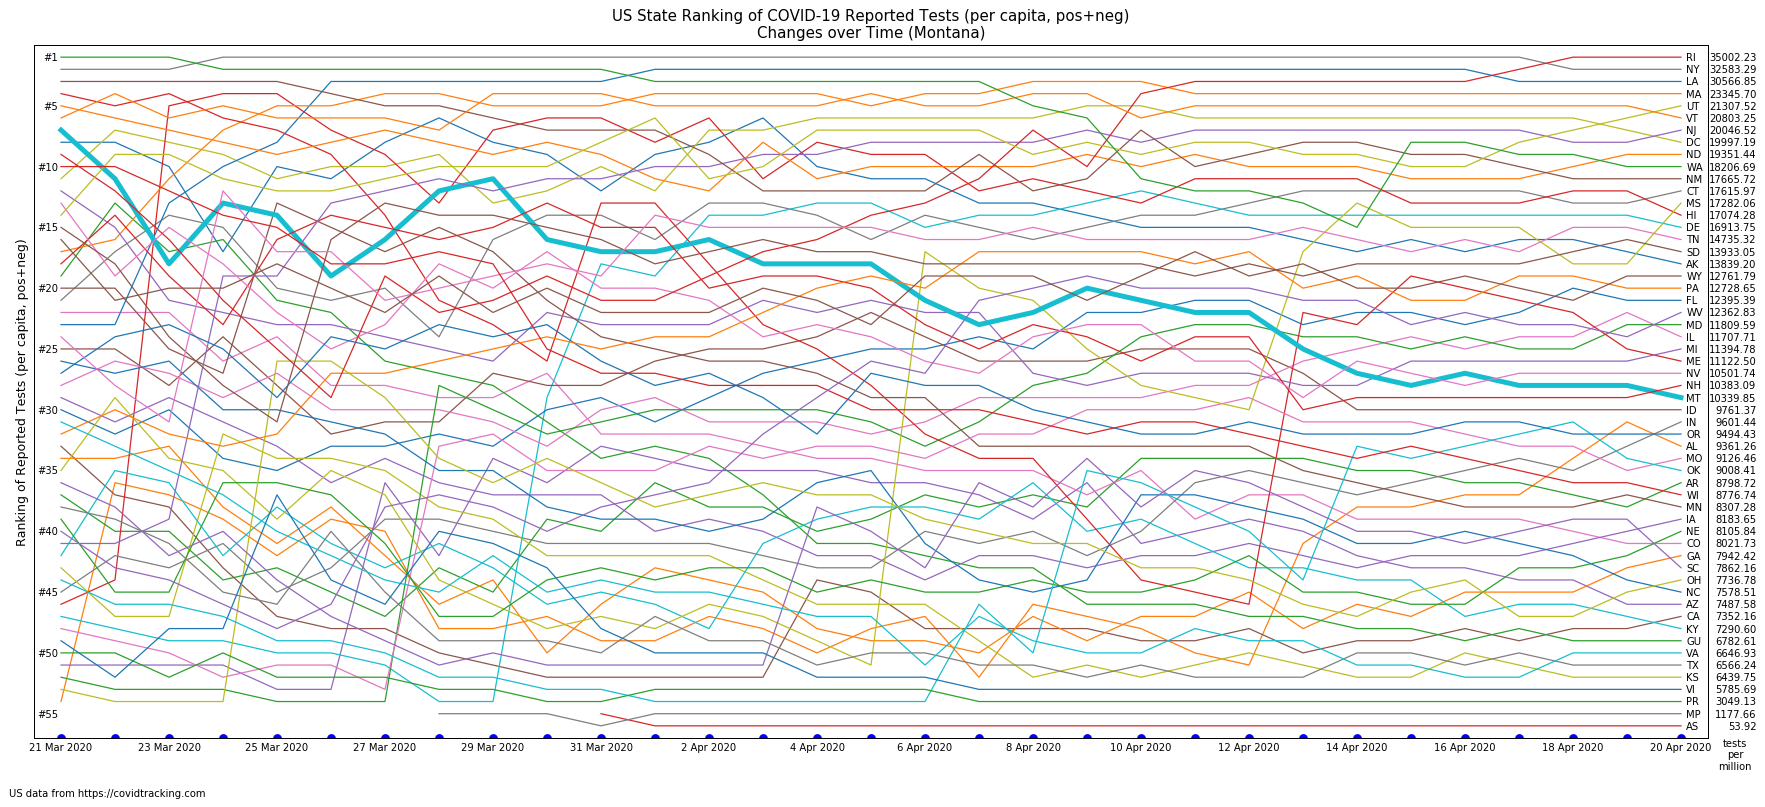 US State Ranking of COVID-19 Reported Tests (per capita, pos+neg)
Changes over Time (Montana)
Ranking of Reported Tests (per capita, pos+neg)
#1
#5
#10
#15
#20
#25
#30
#35
#40
#45
#50
#55
RI 35002.23
NY 32583.29
LA 30566.85
MA 23345.70
UT 21307.52
VT 20803.25
NJ 20046.52
DC 19997.19
ND 19351.44
WA 18206.69
NM 17665.72
CT 17615.97
MS 17282.06
HI 17074.28
DE 16913.75
TN 14735.32
SD 13933.05
AK 13839.20
WY 12761.79
PA 12728.65
FL 12395.39
WV 12362.83
MD 11809.59
IL 11707.71
MI 11394.78
ME 11122.50
NV 10501.74
NH 10383.09
MT 10339.85
ID 9761.37
IN 9601.44
OR 9494.43
AL 9361.26
MO 9126.46
OK 9008.41
AR 8798.72
WI 8776.74
MN 8307.28
IA 8183.65
NE 8105.84
CO 8021.73
GA 7942.42
SC 7862.16
OH 7736.78
NC 7578.51
AZ 7487.58
CA 7352.16
KY 7290.60
GU 6782.61
VA 6646.93
TX 6566.24
KS 6439.75
VI 5785.69
PR 3049.13
MP 1177.66
AS 53.92
21 Mar 2020 23 Mar 2020 25 Mar 2020 27 Mar 2020 29 Mar 2020 31 Mar 2020 2 Apr 2020 4 Apr 2020 6 Apr 2020 8 Apr 2020 10 Apr 2020 12 Apr 2020 14 Apr 2020 16 Apr 2020 18 Apr 2020 20 Apr 2020
tests
per
million
US data from https://covidtracking.com